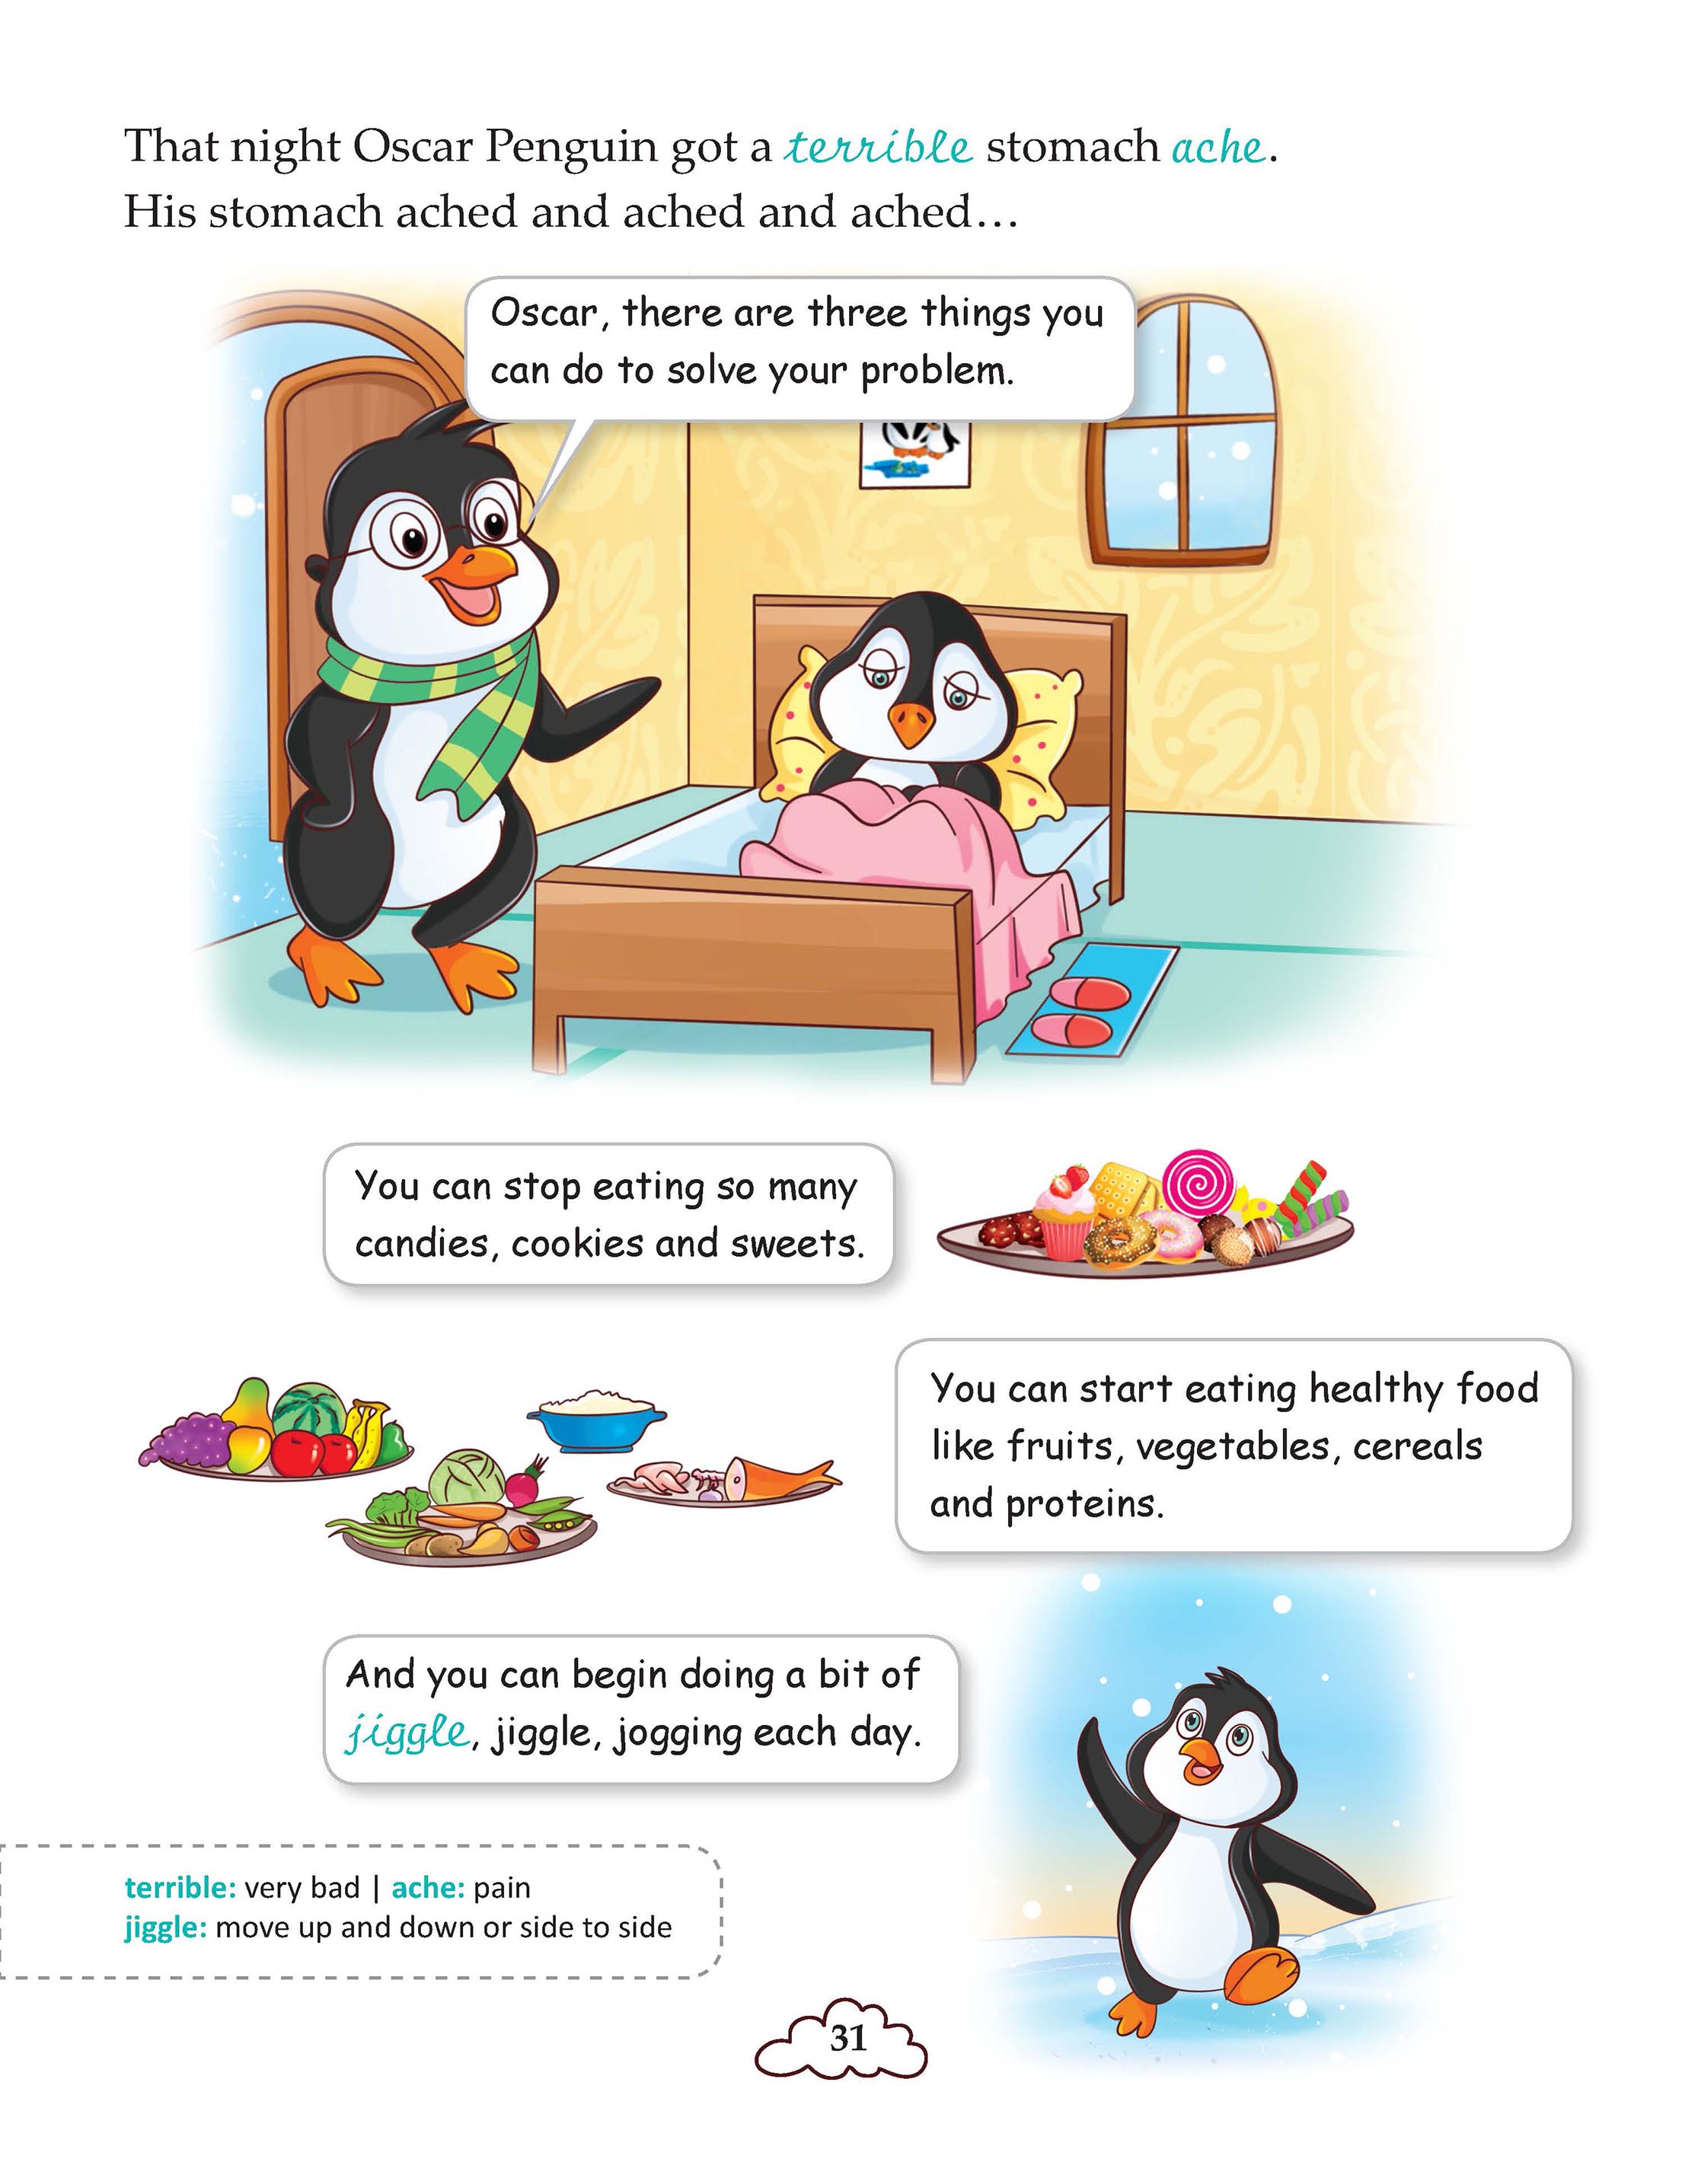 That night Oscar Penguin got a terrible stomach ache.
His stomach ached and ached and ached...
Oscar, there are three things you
can do to solve your problem.
You can stop eating so many
candies, cookies and sweets.
You can start eating healthy food
like fruits, vegetables, cereals
and proteins.
And you can begin doing a bit of
jiggle, jiggle, jogging each day.
terrible: very bad | ache: pain
jiggle: move up and down or side to side
31